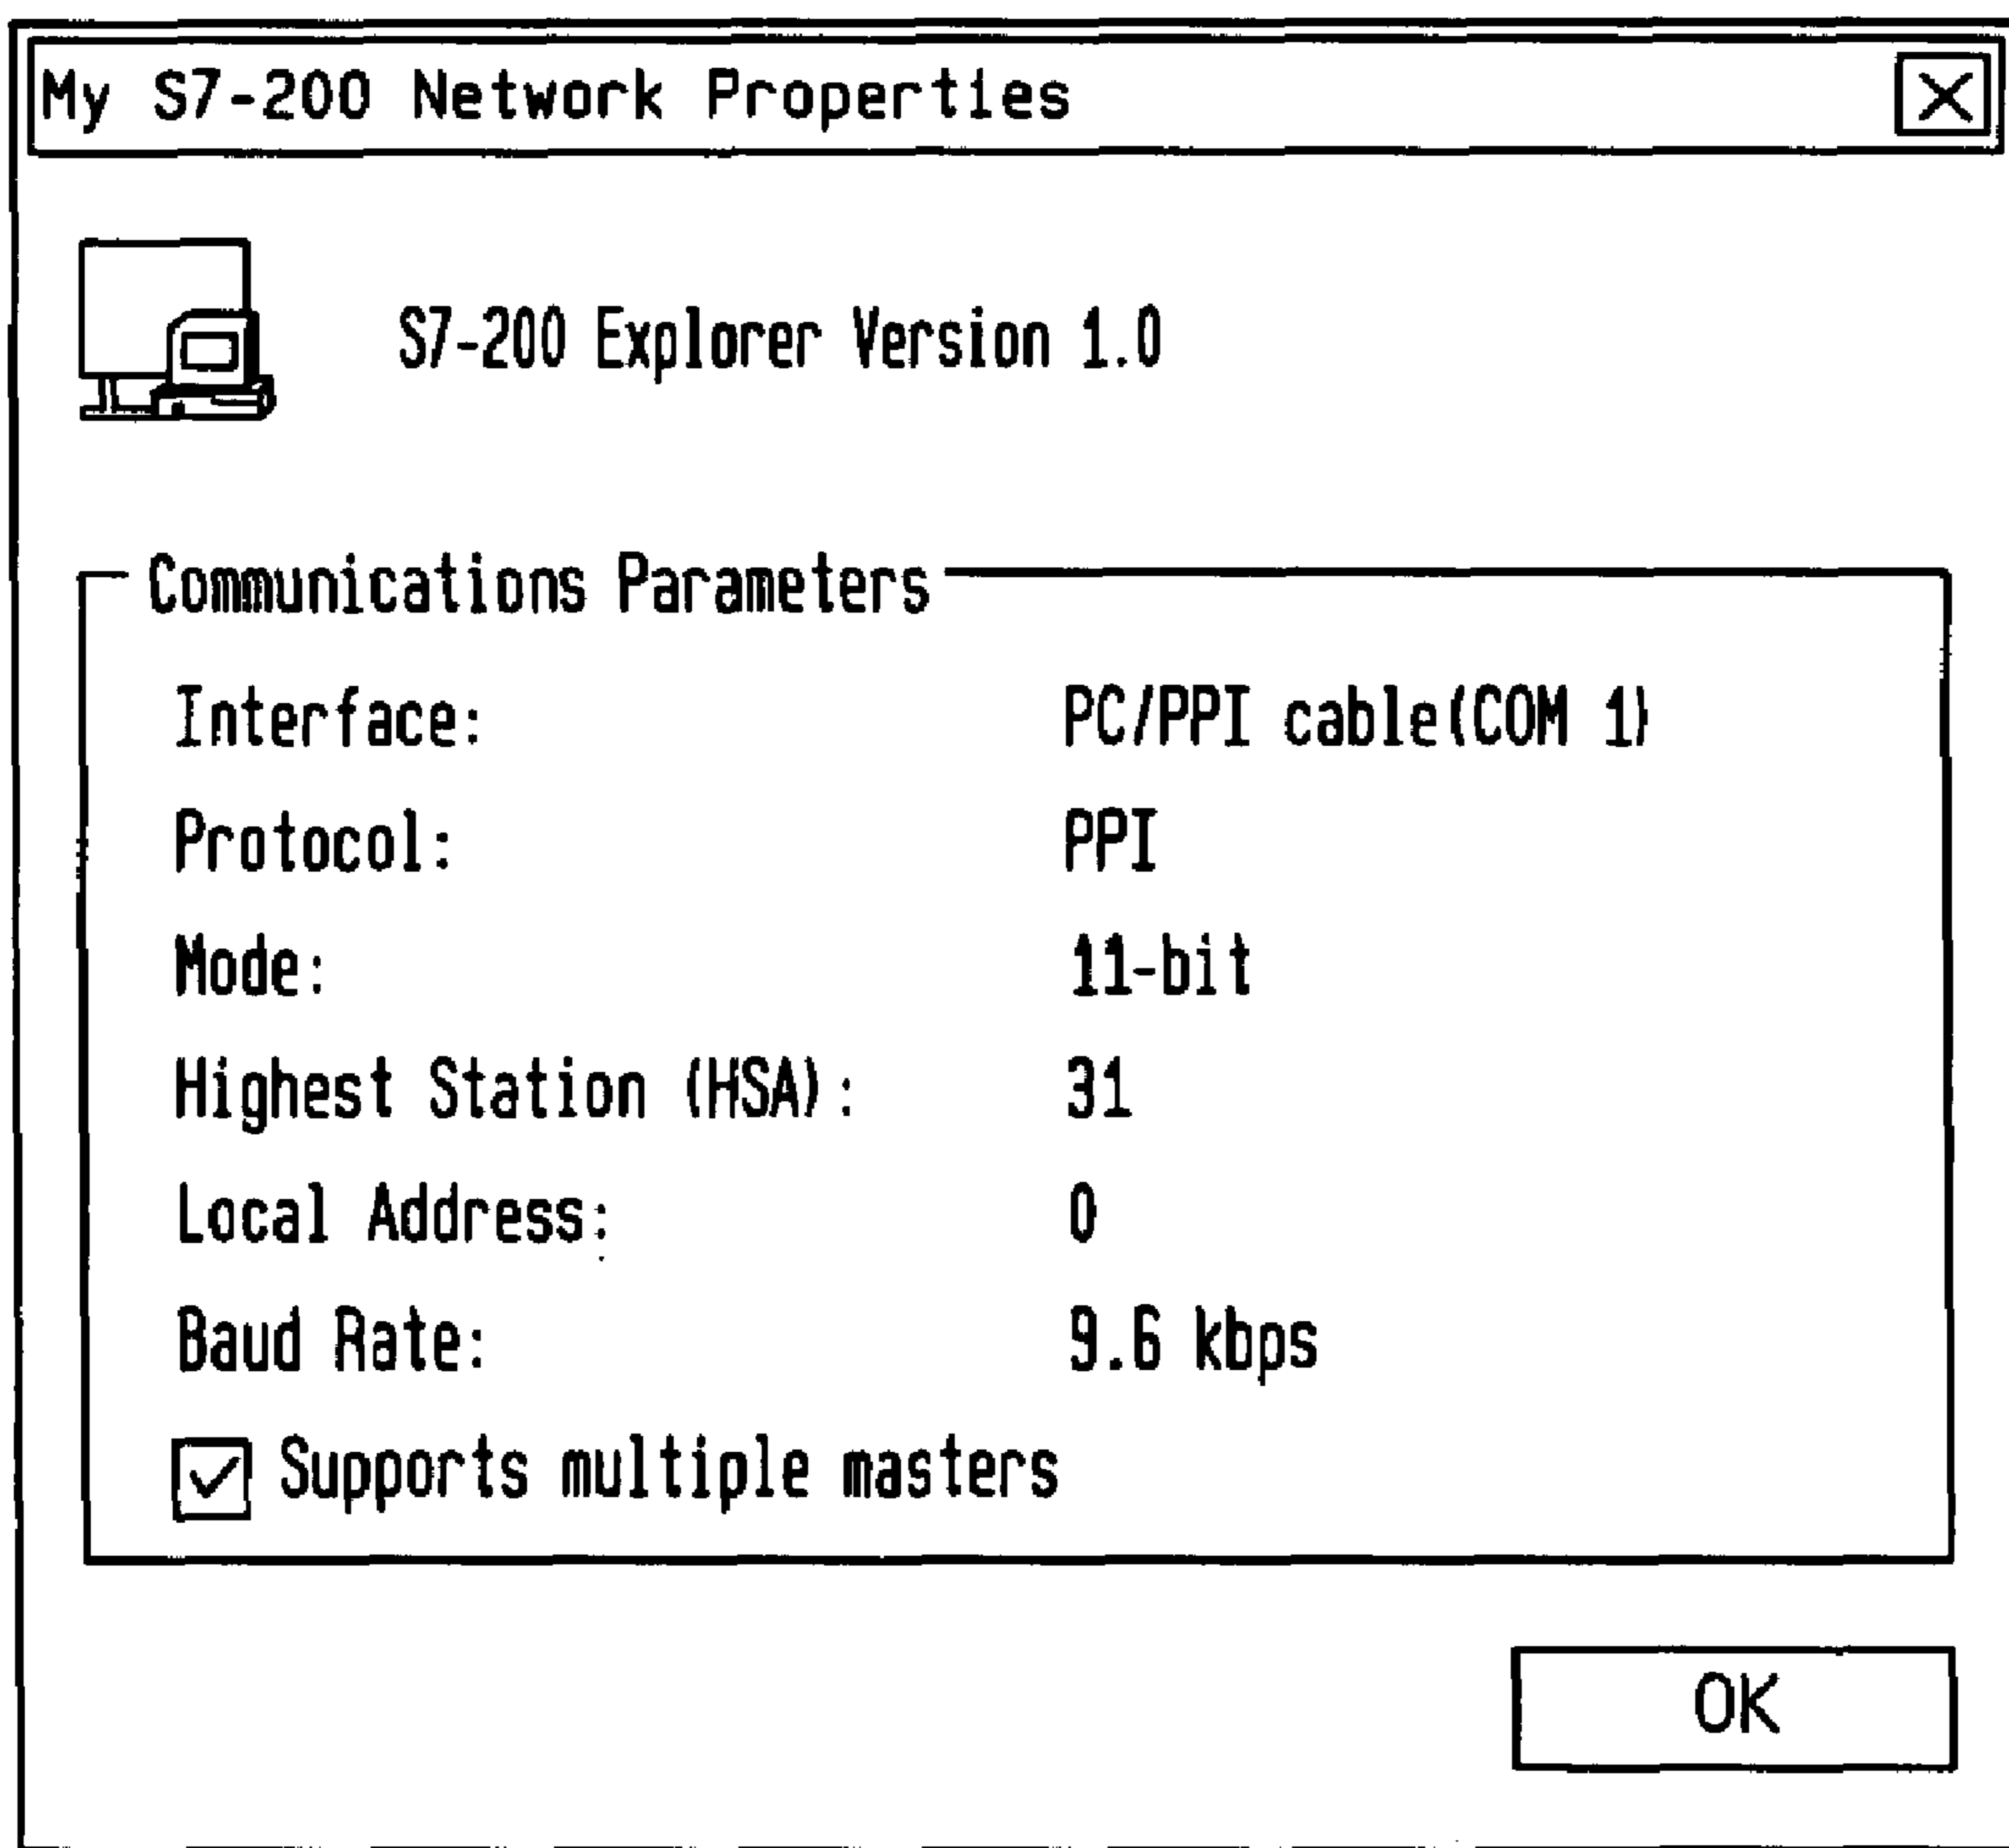 My S7-200 Network Properties
S7-200 Explorer Version 1.0
Communications Parameters
Interface: PC/PPI cable(COM 1)
Protocol: PPI
Mode: 11-bit
Highest Station (HSA): 31
Local Address: 0
Baud Rate: 9.6 kbps
Supports multiple masters
OK